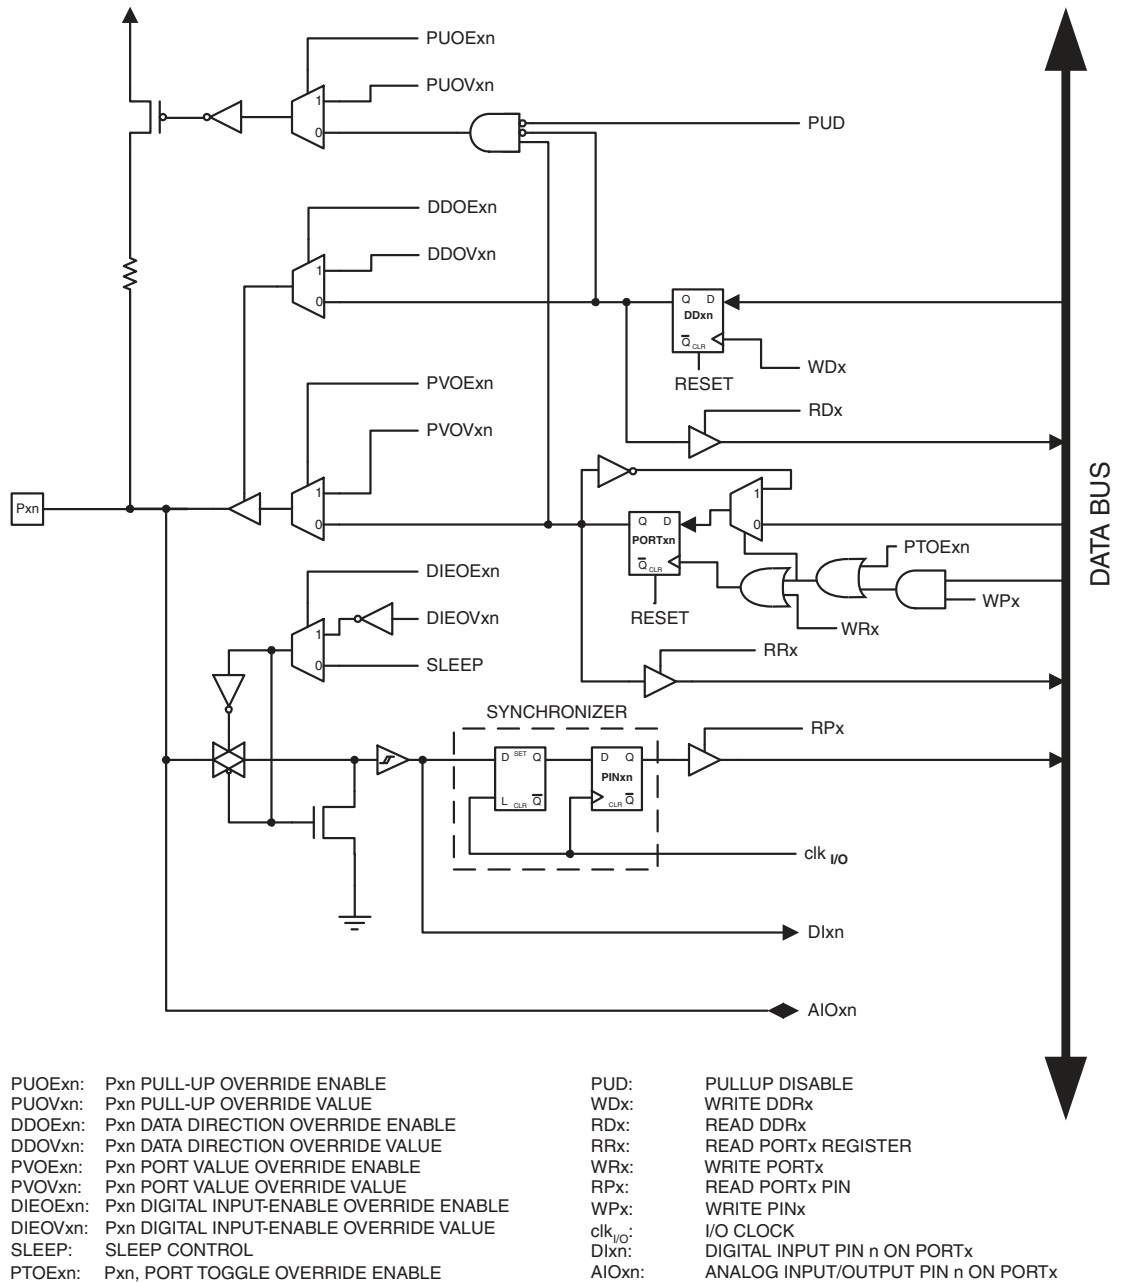 PUOExn
PUOVxn
1
0
PUD
DDOExn
DDOVxn
1
0
Q D
DDxn
Q CLR
WDx
RESET
PVOExn
RDx
PVOVxn
Pxn
1
0
1
0
Q D
PORTxn
Q CLR
PTOExn
DATA BUS
DIEOExn
WPx
DIEOVxn
RESET
WRx
1
0
SLEEP
RRx
SYNCHRONIZER
RPx
D SET Q
D Q
PINxn
L CLR Q
CLR Q
clk I/O
DIxn
AIOxn
PUOExn: Pxn PULL-UP OVERRIDE ENABLE
PUOVxn: Pxn PULL-UP OVERRIDE VALUE
DDOExn: Pxn DATA DIRECTION OVERRIDE ENABLE
DDOVxn: Pxn DATA DIRECTION OVERRIDE VALUE
PVOExn: Pxn PORT VALUE OVERRIDE ENABLE
PVOVxn: Pxn PORT VALUE OVERRIDE VALUE
DIEOExn: Pxn DIGITAL INPUT-ENABLE OVERRIDE ENABLE
DIEOVxn: Pxn DIGITAL INPUT-ENABLE OVERRIDE VALUE
SLEEP: SLEEP CONTROL
PTOExn: Pxn, PORT TOGGLE OVERRIDE ENABLE
PUD: PULLUP DISABLE
WDx: WRITE DDRx
RDx: READ DDRx
RRx: READ PORTx REGISTER
WRx: WRITE PORTx
RPx: READ PORTx PIN
WPx: WRITE PINx
clkI/O: I/O CLOCK
DIxn: DIGITAL INPUT PIN n ON PORTx
AIOxn: ANALOG INPUT/OUTPUT PIN n ON PORTx